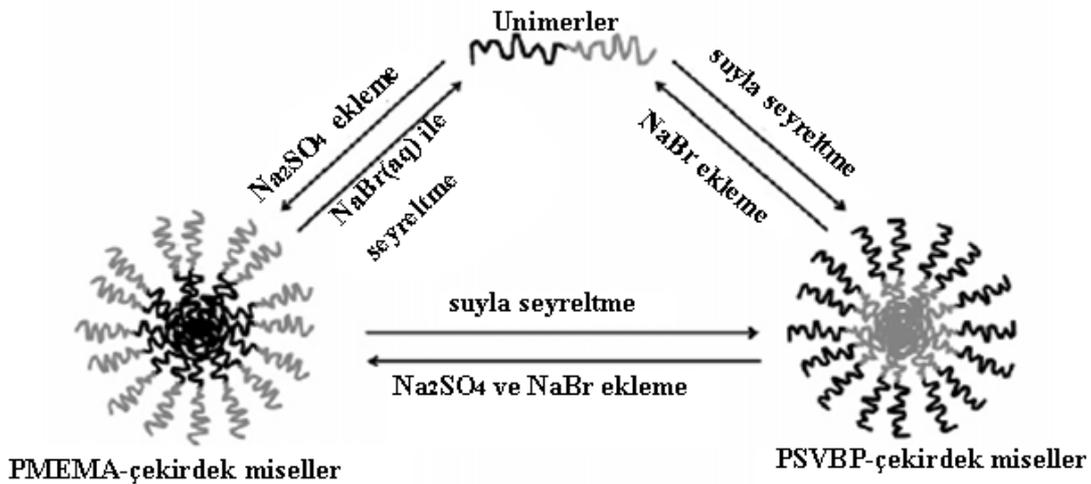 Unimerler
Na₂SO₄ ekleme
NaBr(aq) ile
seyreltme
suyla seyreltme
NaBr ekleme
suyla seyreltme
Na₂SO₄ ve NaBr ekleme
PMEMA-çekirdek miseller
PSVBP-çekirdek miseller